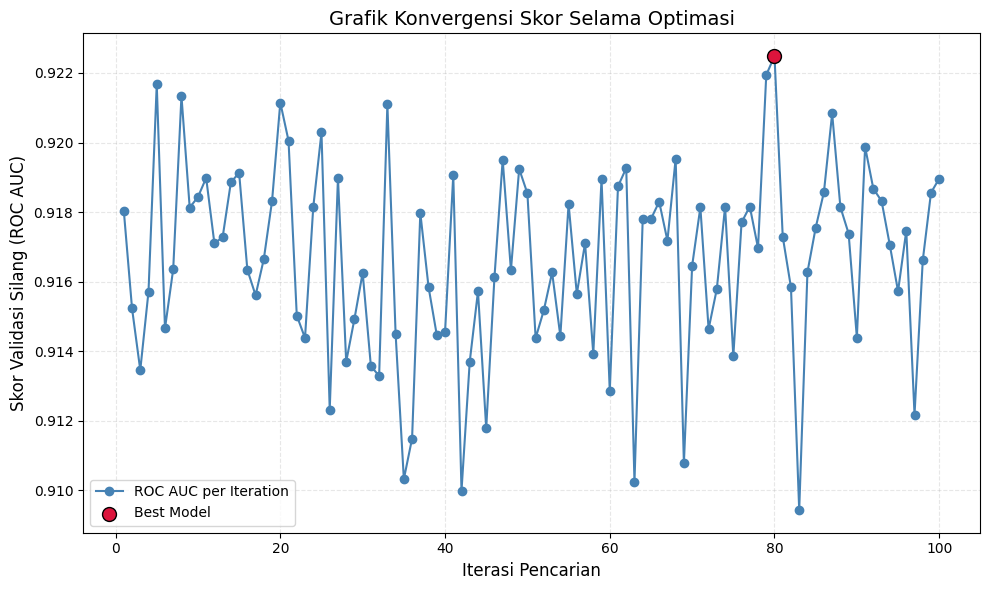 Grafik Konvergensi Skor Selama Optimasi
Skor Validasi Silang (ROC AUC)
0.922
0.920
0.918
0.916
0.914
0.912
0.910
ROC AUC per Iteration
Best Model
0
20
40
60
80
100
Iterasi Pencarian